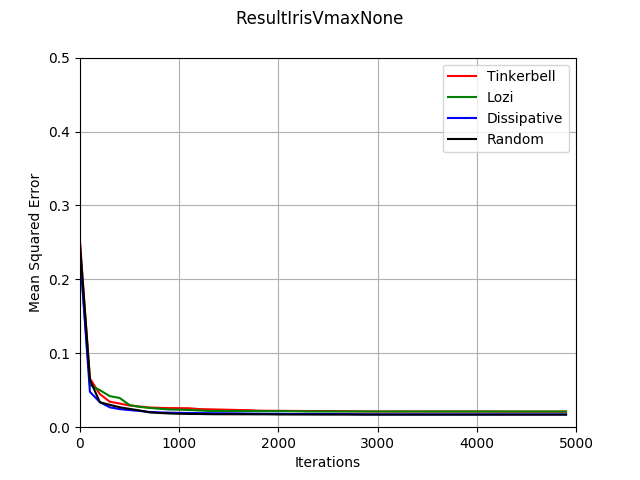 ResultIrisVmaxNone
0.5
0.4
0.3
0.2
0.1
0.0
Mean Squared Error
Tinkerbell
Lozi
Dissipative
Random
0
1000
2000
3000
4000
5000
Iterations